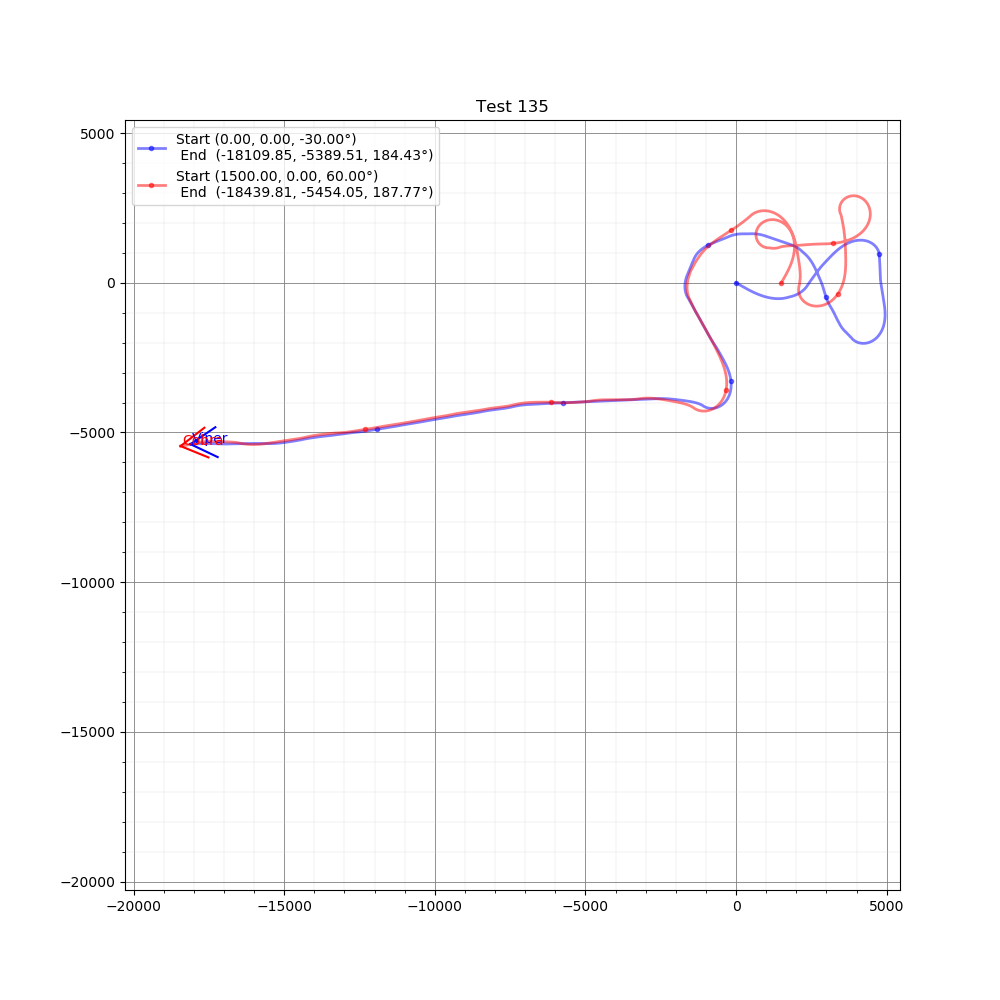 Test 135
Start (0.00, 0.00, -30.00°)
End (-18109.85, -5389.51, 184.43°)
Start (1500.00, 0.00, 60.00°)
End (-18439.81, -5454.05, 187.77°)
5000
0
−5000
−10000
−15000
−20000
−20000
−15000
−10000
−5000
0
5000